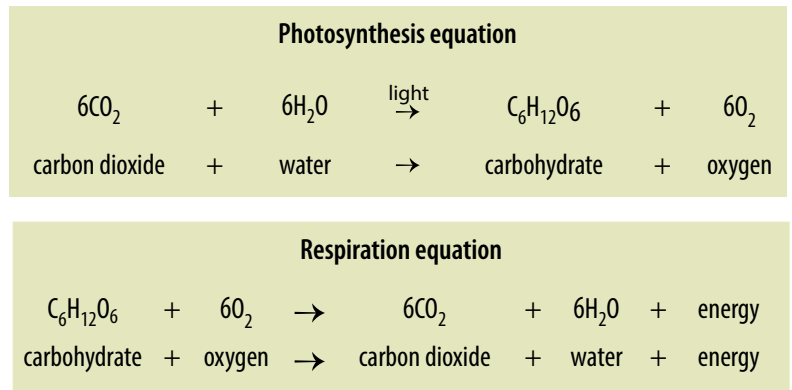 Photosynthesis equation
light
6CO₂ + 6H₂O → C₆H₁₂O6 + 6O₂
carbon dioxide + water → carbohydrate + oxygen
Respiration equation
C₆H₁₂O₆ + 6O₂ → 6CO₂ + 6H₂O + energy
carbohydrate + oxygen → carbon dioxide + water + energy